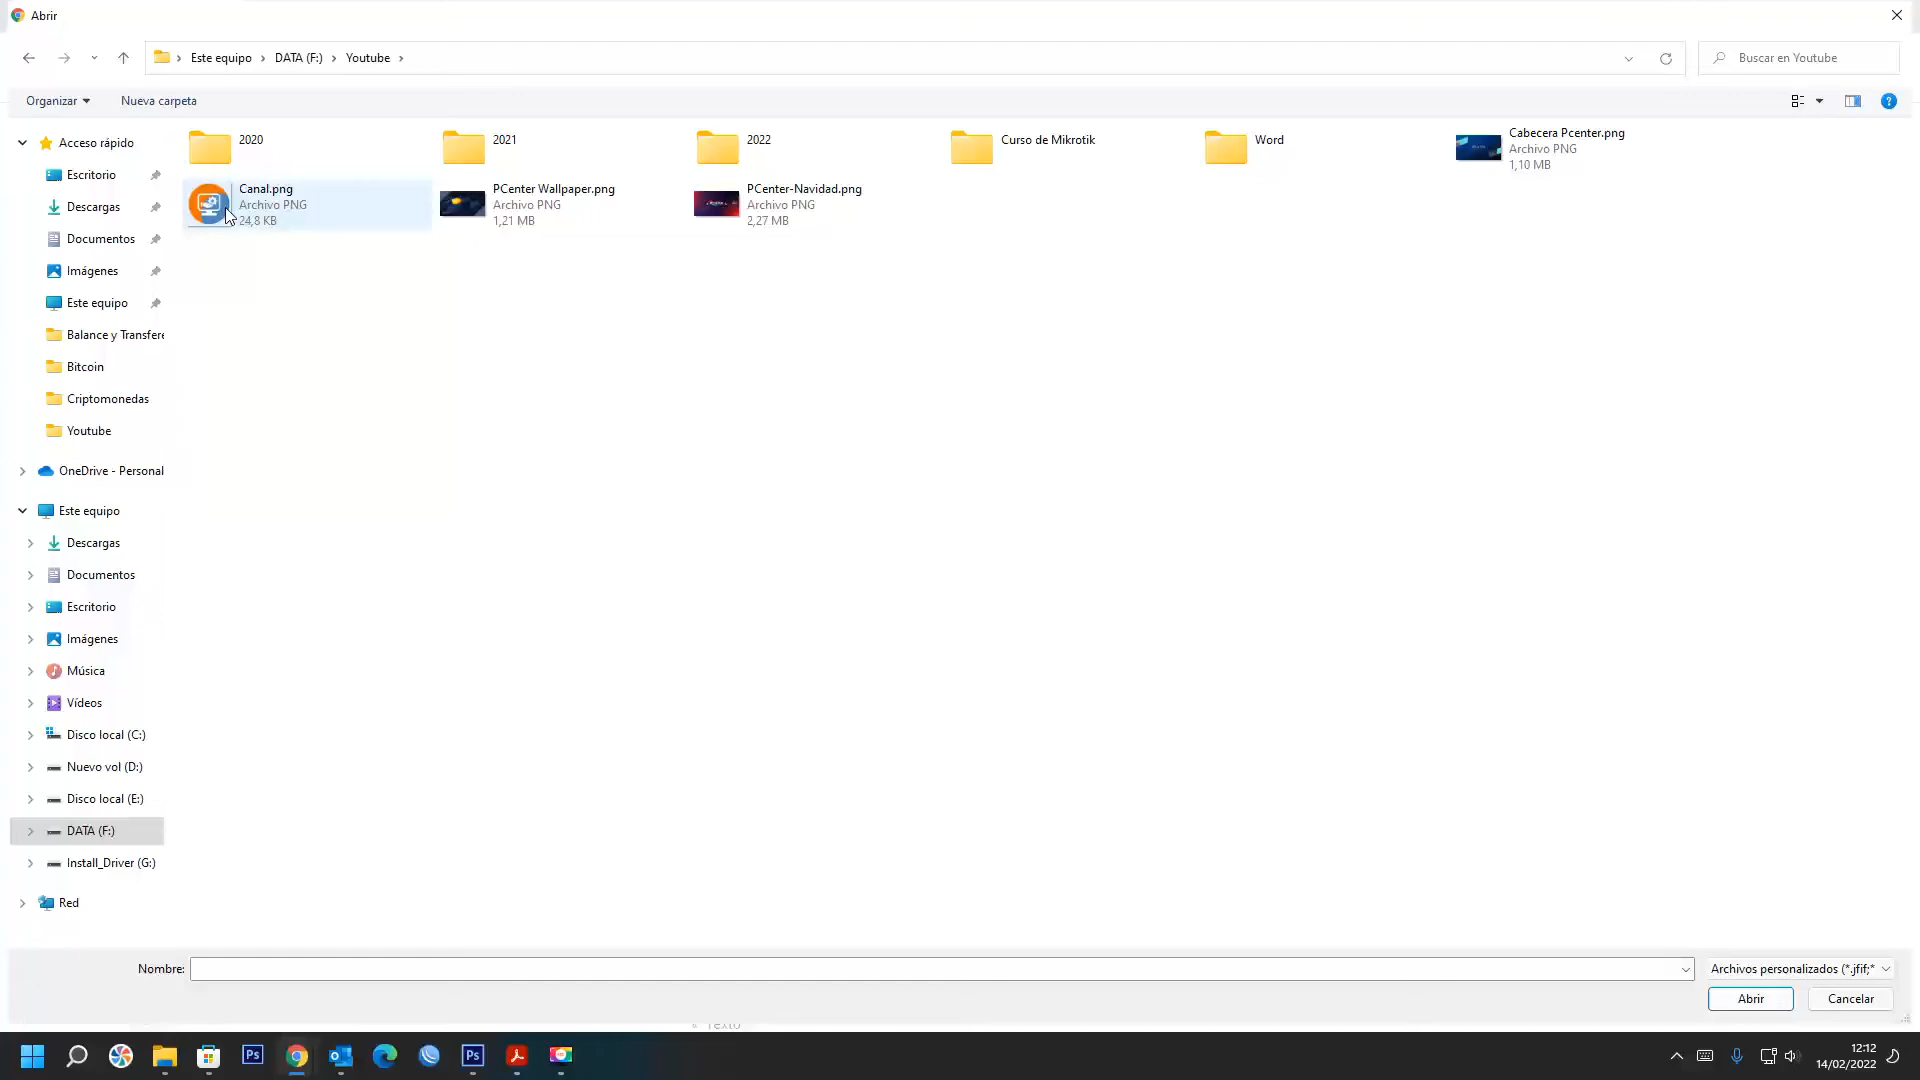 Abrir
Este equipo
DATA (F:)
Youtube
Buscar en Youtube
Organizar
Nueva carpeta
Acceso rápido
Escritorio
Descargas
Documentos
Imágenes
Este equipo
Balance y Transfere
Bitcoin
Criptomonedas
Youtube
OneDrive - Personal
Este equipo
Descargas
Documentos
Escritorio
Imágenes
Música
Vídeos
Disco local (C:)
Nuevo vol (D:)
Disco local (E:)
DATA (F:)
Install_Driver (G:)
Red
2020
2021
2022
Curso de Mikrotik
Word
Cabecera Pcenter.png
Archivo PNG
1,10 MB
Canal.png
Archivo PNG
24,8 KB
PCenter Wallpaper.png
Archivo PNG
1,21 MB
PCenter-Navidad.png
Archivo PNG
2,27 MB
Nombre:
Archivos personalizados (*.jfif;*
Abrir
Cancelar
Ps
Ps
12:12
14/02/2022